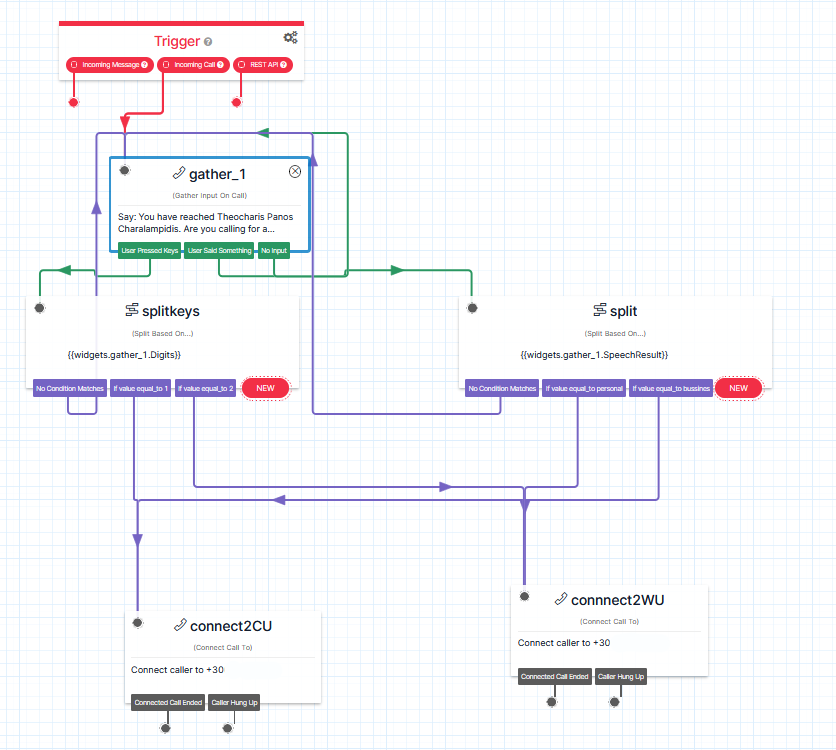 Trigger
Incoming Message
Incoming Call
REST API
gather_1
(Gather Input On Call)
Say: You have reached Theocharis Panos
Charalampidis. Are you calling for a...
User Pressed Keys
User Said Something
No Input
splitkeys
(Split Based On...)
{{widgets.gather_1.Digits}}
No Condition Matches
If value equal_to 1
If value equal_to 2
NEW
split
(Split Based On...)
{{widgets.gather_1.SpeechResult}}
No Condition Matches
If value equal_to personal
If value equal_to bussines
NEW
connect2CU
(Connect Call To)
Connect caller to +30
Connected Call Ended
Caller Hung Up
connnect2WU
(Connect Call To)
Connect caller to +30
Connected Call Ended
Caller Hung Up